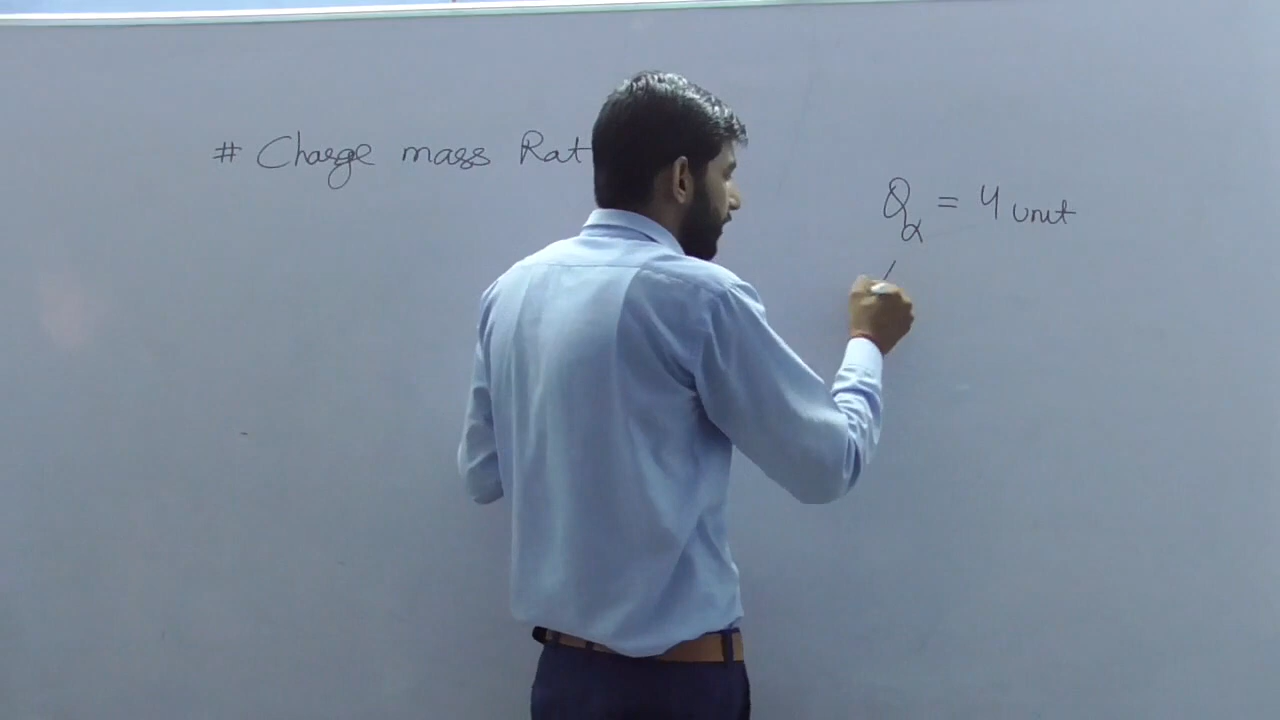 # Charge mass Rat
Qα = 4 unit